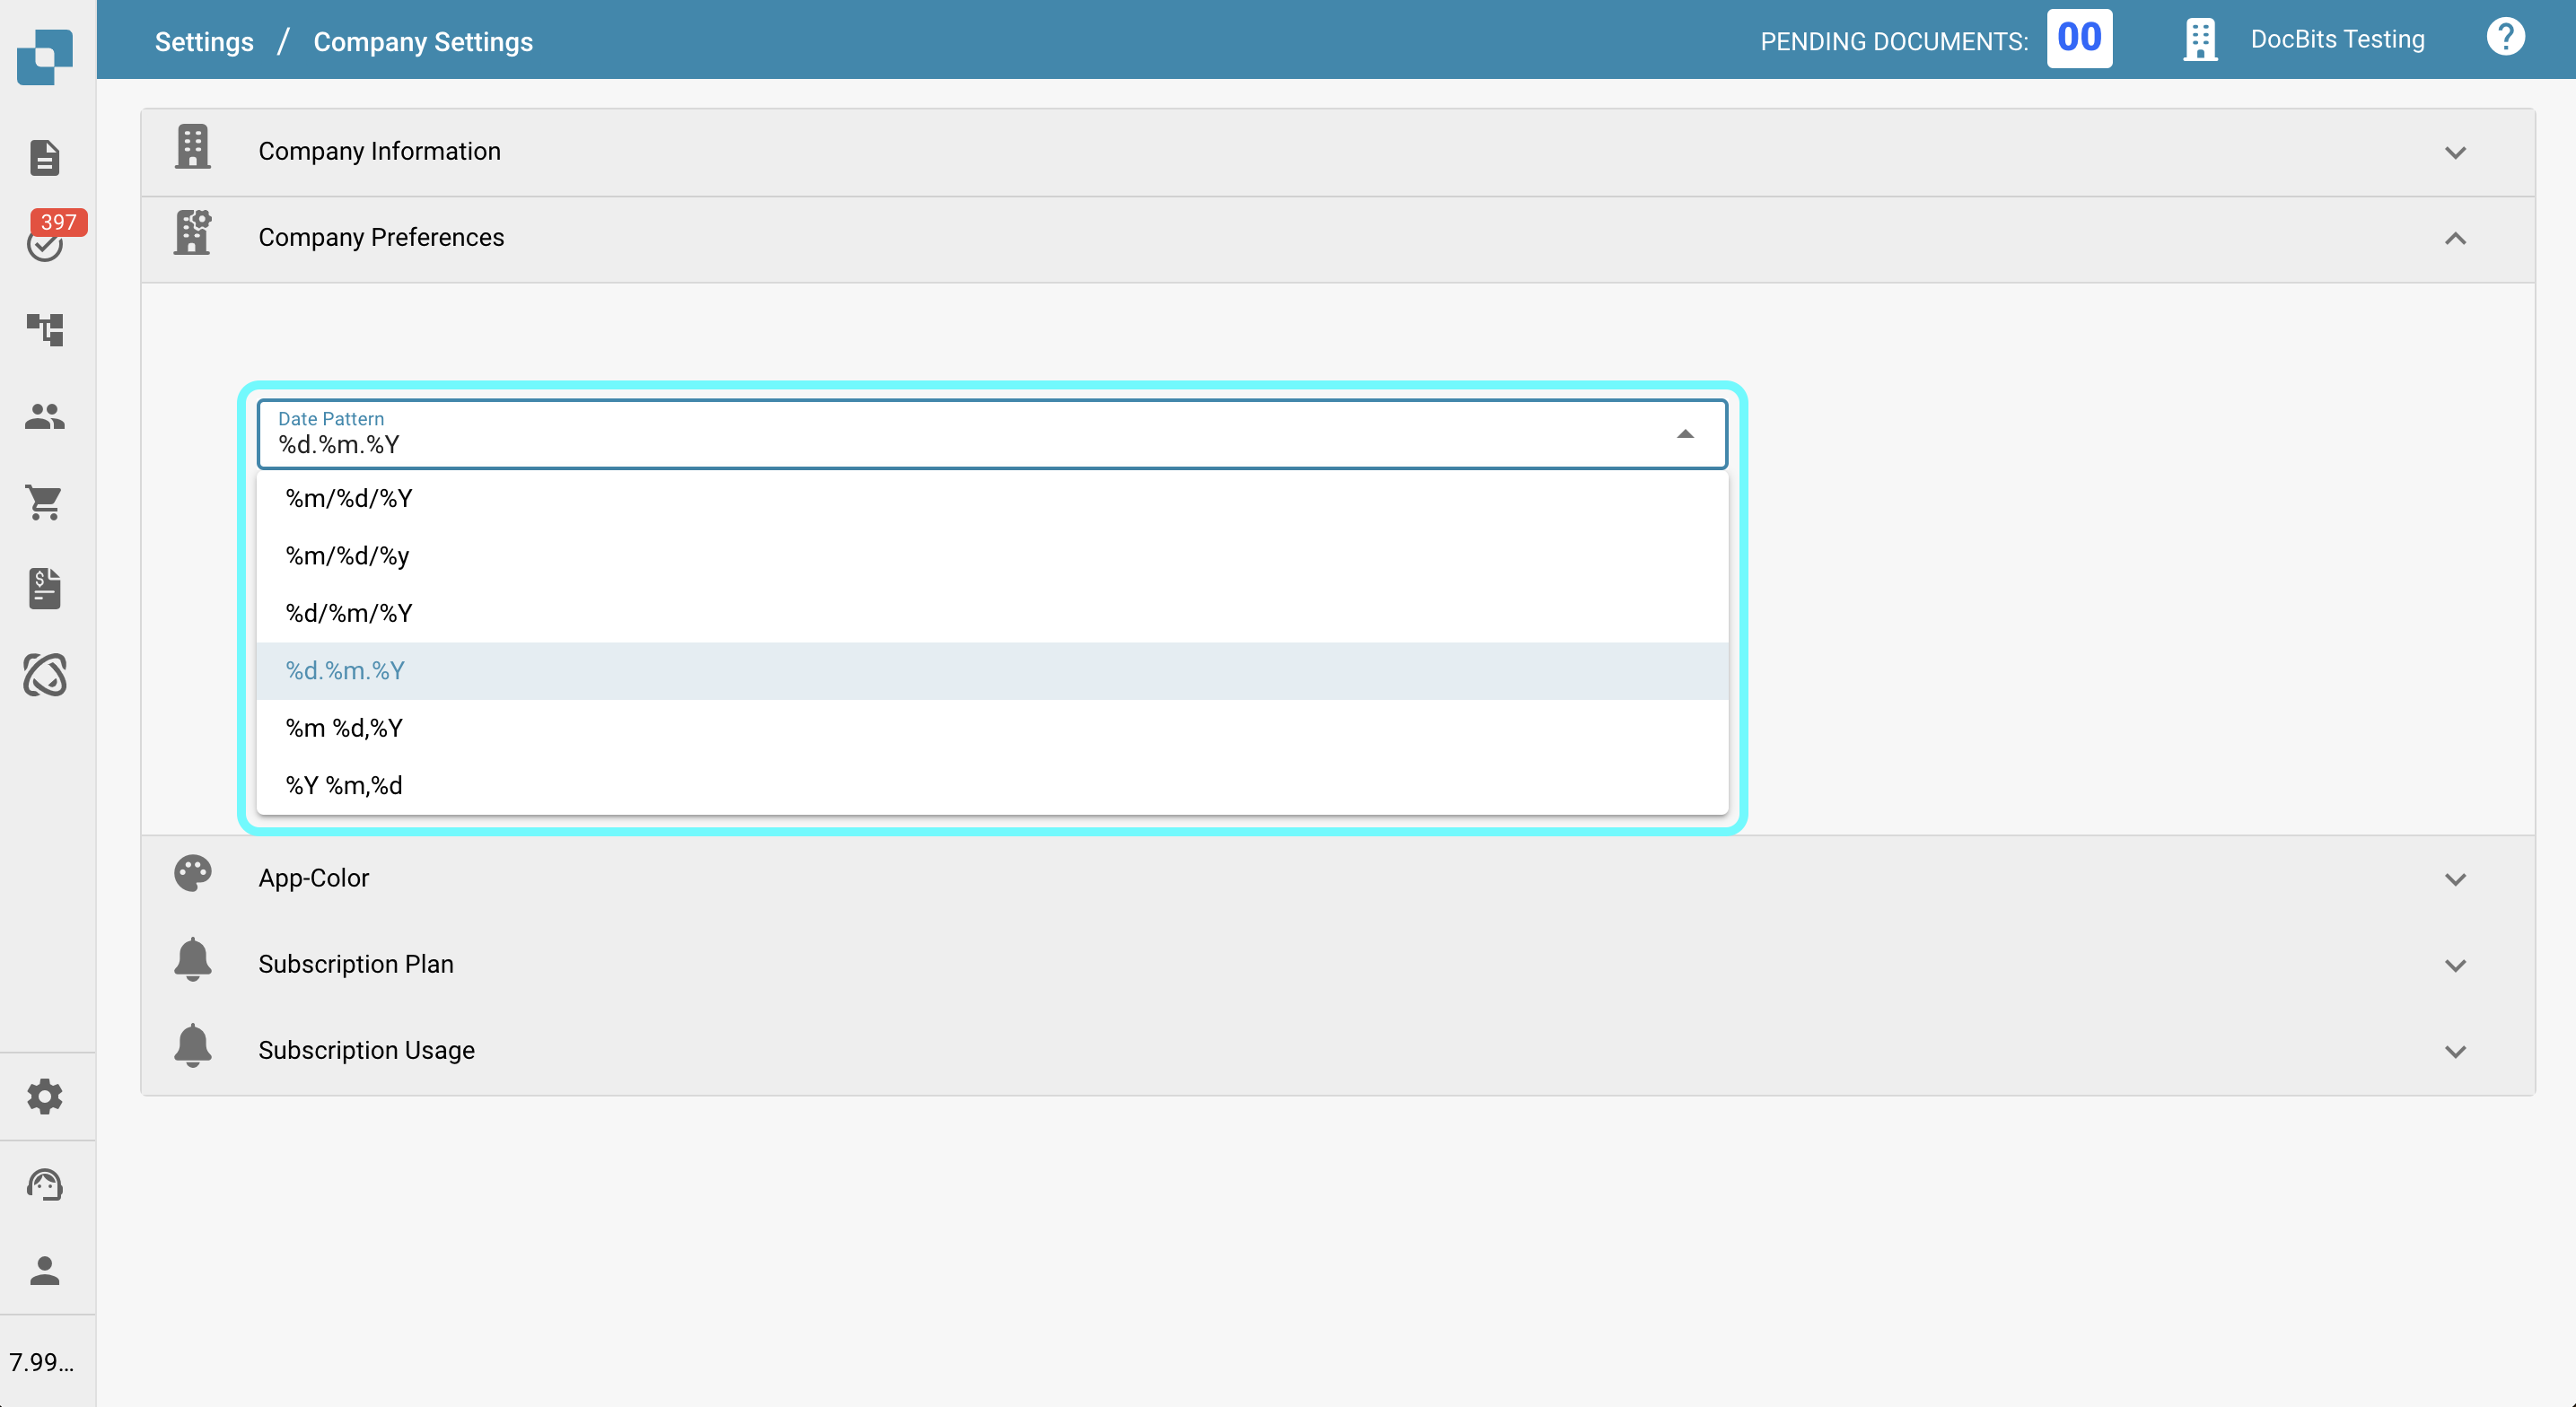 Settings / Company Settings
PENDING DOCUMENTS: 00
DocBits Testing
?
397
Company Information
Company Preferences
Date Pattern
%d.%m.%Y
%m/%d/%Y
%m/%d/%y
%d/%m/%Y
%d.%m.%Y
%m %d,%Y
%Y %m,%d
App-Color
Subscription Plan
Subscription Usage
7.99...